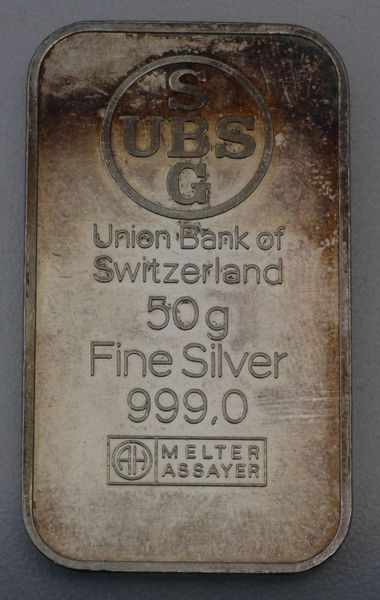 S
UBS
G
Union Bank of
Switzerland
50g
Fine Silver
999,0
AH MELTER
ASSAYER